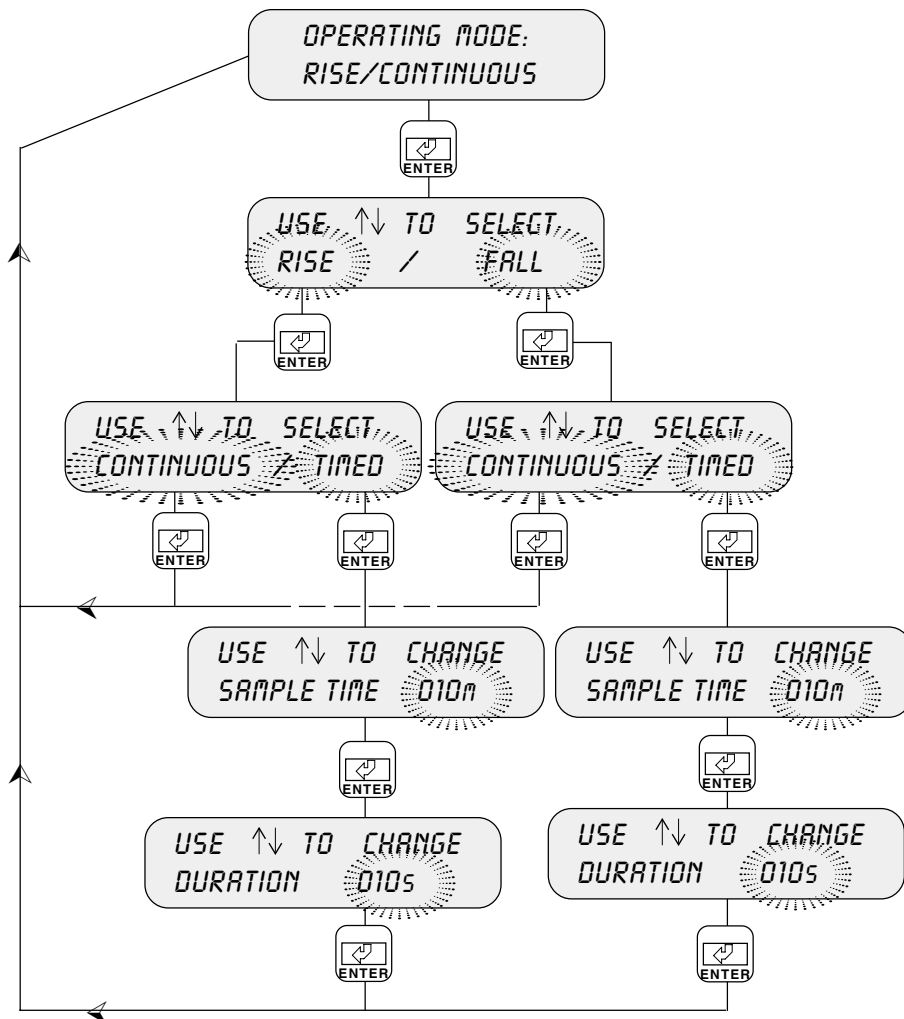 OPERATING MODE:
RISE/CONTINUOUS
ENTER
USE ↑↓ TO SELECT
RISE / FALL
ENTER
ENTER
USE ↑↓ TO SELECT
CONTINUOUS / TIMED
USE ↑↓ TO SELECT
CONTINUOUS / TIMED
ENTER
ENTER
ENTER
ENTER
USE ↑↓ TO CHANGE
SAMPLE TIME 010m
USE ↑↓ TO CHANGE
SAMPLE TIME 010m
ENTER
ENTER
USE ↑↓ TO CHANGE
DURATION 010s
USE ↑↓ TO CHANGE
DURATION 010s
ENTER
ENTER